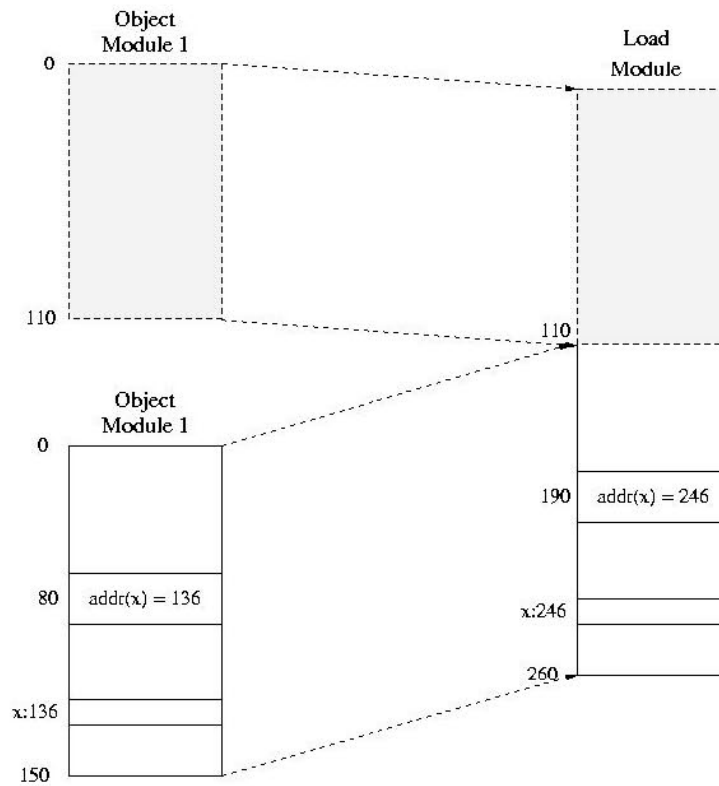 Object
Module 1
0
110
Load
Module
110
190
addr(x) = 246
x:246
260
Object
Module 1
0
80
addr(x) = 136
x:136
150